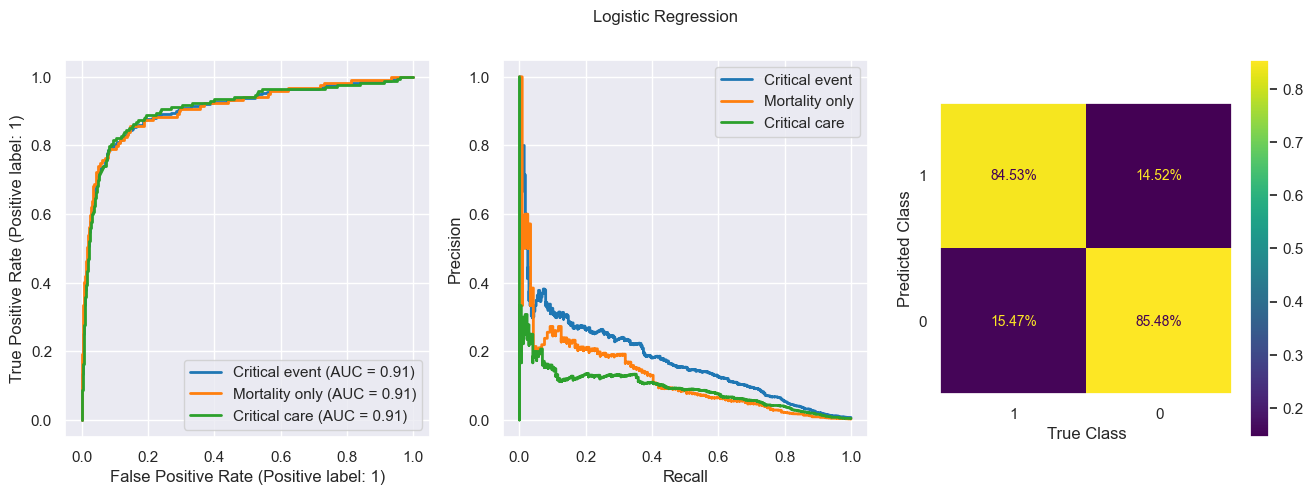 Logistic Regression
True Positive Rate (Positive label: 1)
1.0
0.8
0.6
0.4
0.2
0.0
Critical event (AUC = 0.91)
Mortality only (AUC = 0.91)
Critical care (AUC = 0.91)
0.0 0.2 0.4 0.6 0.8 1.0
False Positive Rate (Positive label: 1)
Precision
1.0
0.8
0.6
0.4
0.2
0.0
Critical event
Mortality only
Critical care
0.0 0.2 0.4 0.6 0.8 1.0
Recall
Predicted Class
1
0
84.53% 14.52%
15.47% 85.48%
1 0
True Class
0.8
0.7
0.6
0.5
0.4
0.3
0.2